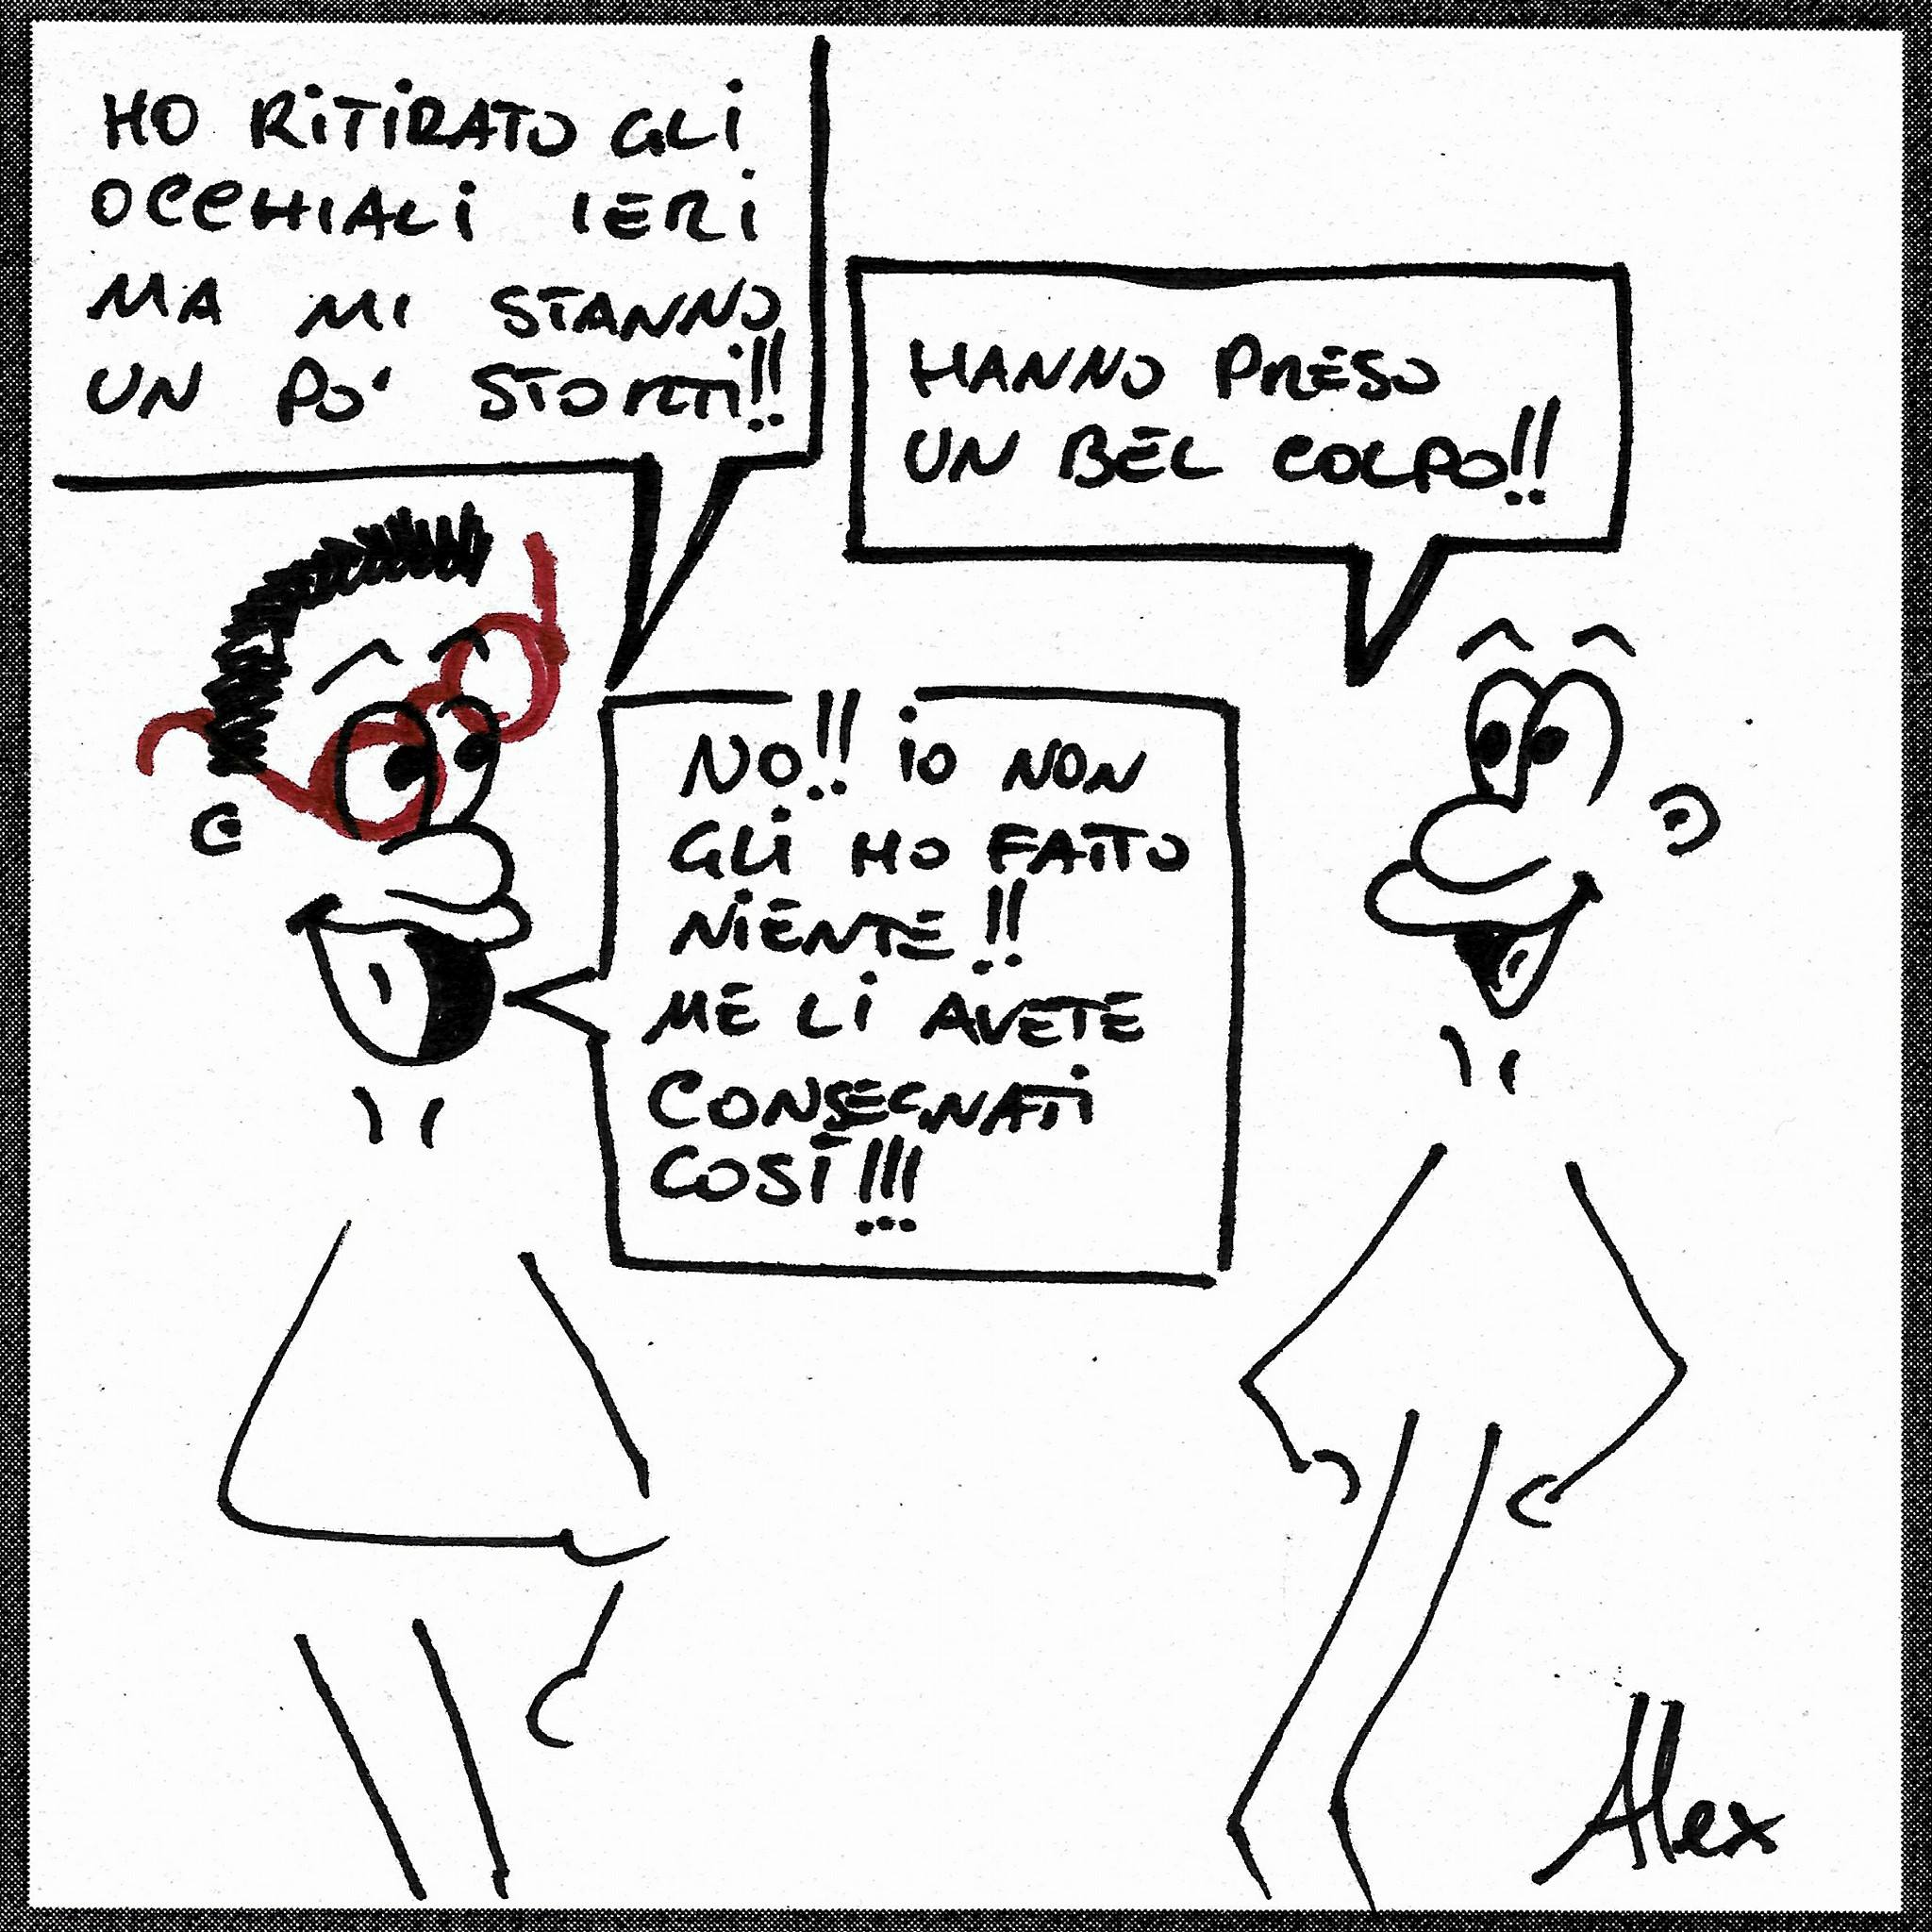 HO RITIRATO GLI
OCCHIALI IERI
MA MI STANNO
UN PO' STORTI!!
HANNO PRESO
UN BEL COLPO!!
NO!! IO NON
GLI HO FATTO
NIENTE!!
ME LI AVETE
CONSEGNATI
COSÌ!!!
Alex